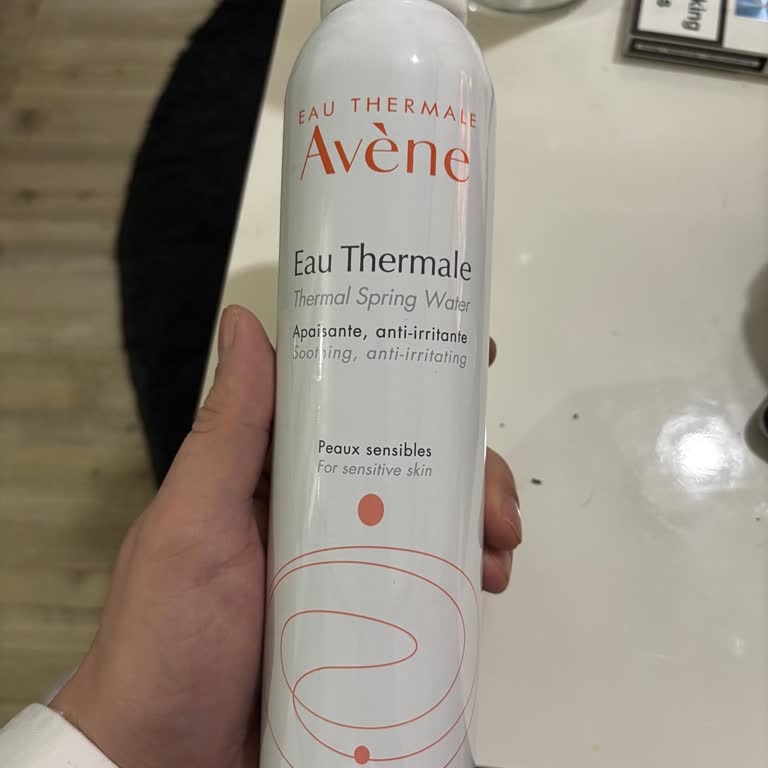 EAU THERMALE
Avène
Eau Thermale
Thermal Spring Water
Apaisante, anti-irritante
Soothing, anti-irritating
Peaux sensibles
For sensitive skin
king